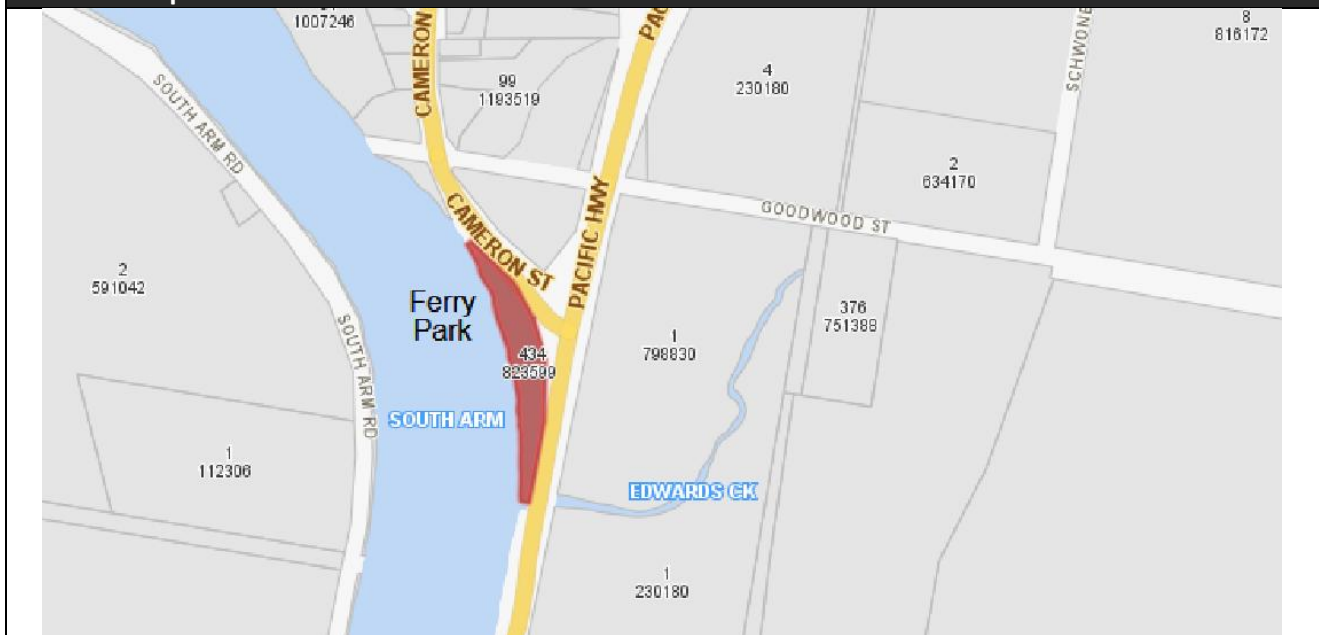 1007246
CAMERON
99
1193519
4
230180
SCHWONE
8
816172
SOUTH ARM RD
2
634170
GOODWOOD ST
PACIFIC HWY
CAMERON ST
2
591042
Ferry
Park
434
823599
1
798830
376
751388
SOUTH ARM RD
SOUTH ARM
1
112306
EDWARDS CK
1
230180